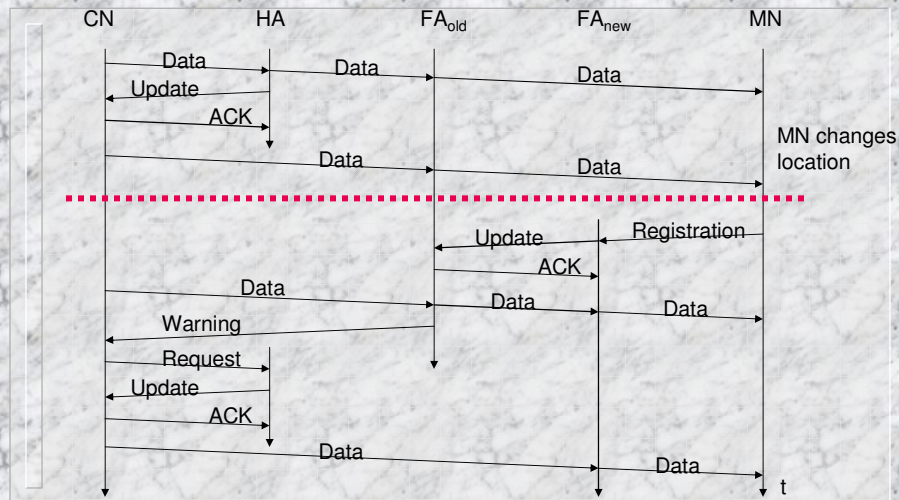 CN HA FAold FAnew MN
Data Data Data
Update
ACK
MN changes
location
Data Data
Registration
Update
ACK
Data Data Data
Warning
Request
Update
ACK
Data Data
t